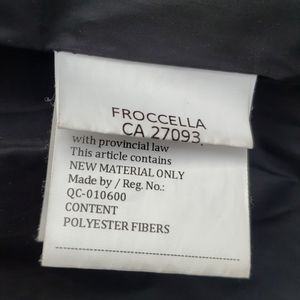 FROCCELLA
CA 27093.
with provincial law
This article contains
NEW MATERIAL ONLY
Made by / Reg. No.:
QC-010600
CONTENT
POLYESTER FIBERS